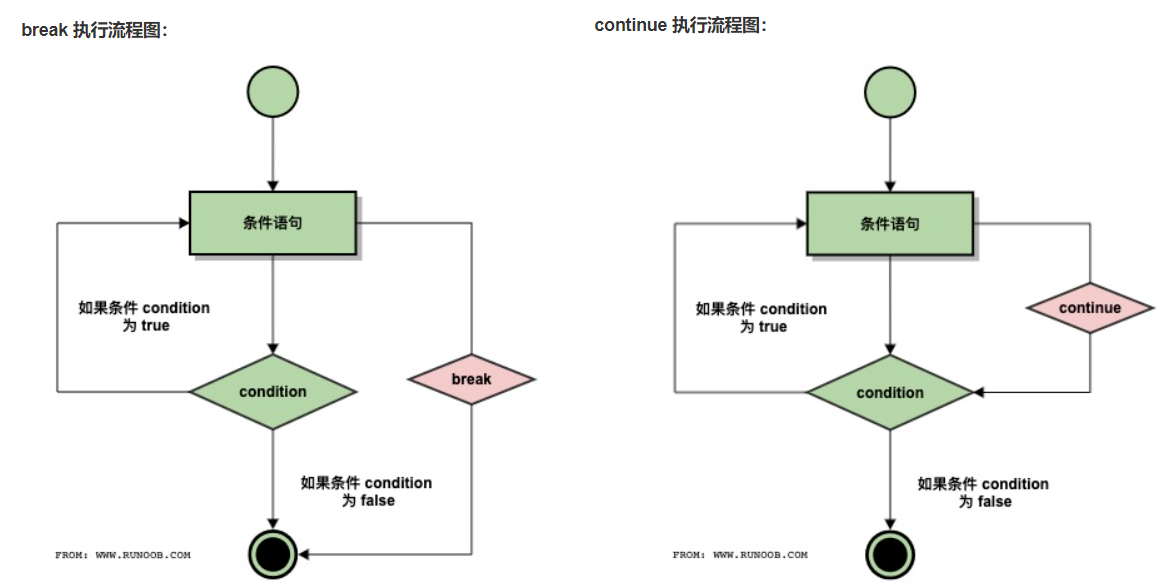 break 执行流程图：
条件语句
如果条件 condition
为 true
condition
break
如果条件 condition
为 false
FROM: WWW.RUNOOB.COM
continue 执行流程图：
条件语句
如果条件 condition
为 true
continue
condition
如果条件 condition
为 false
FROM: WWW.RUNOOB.COM